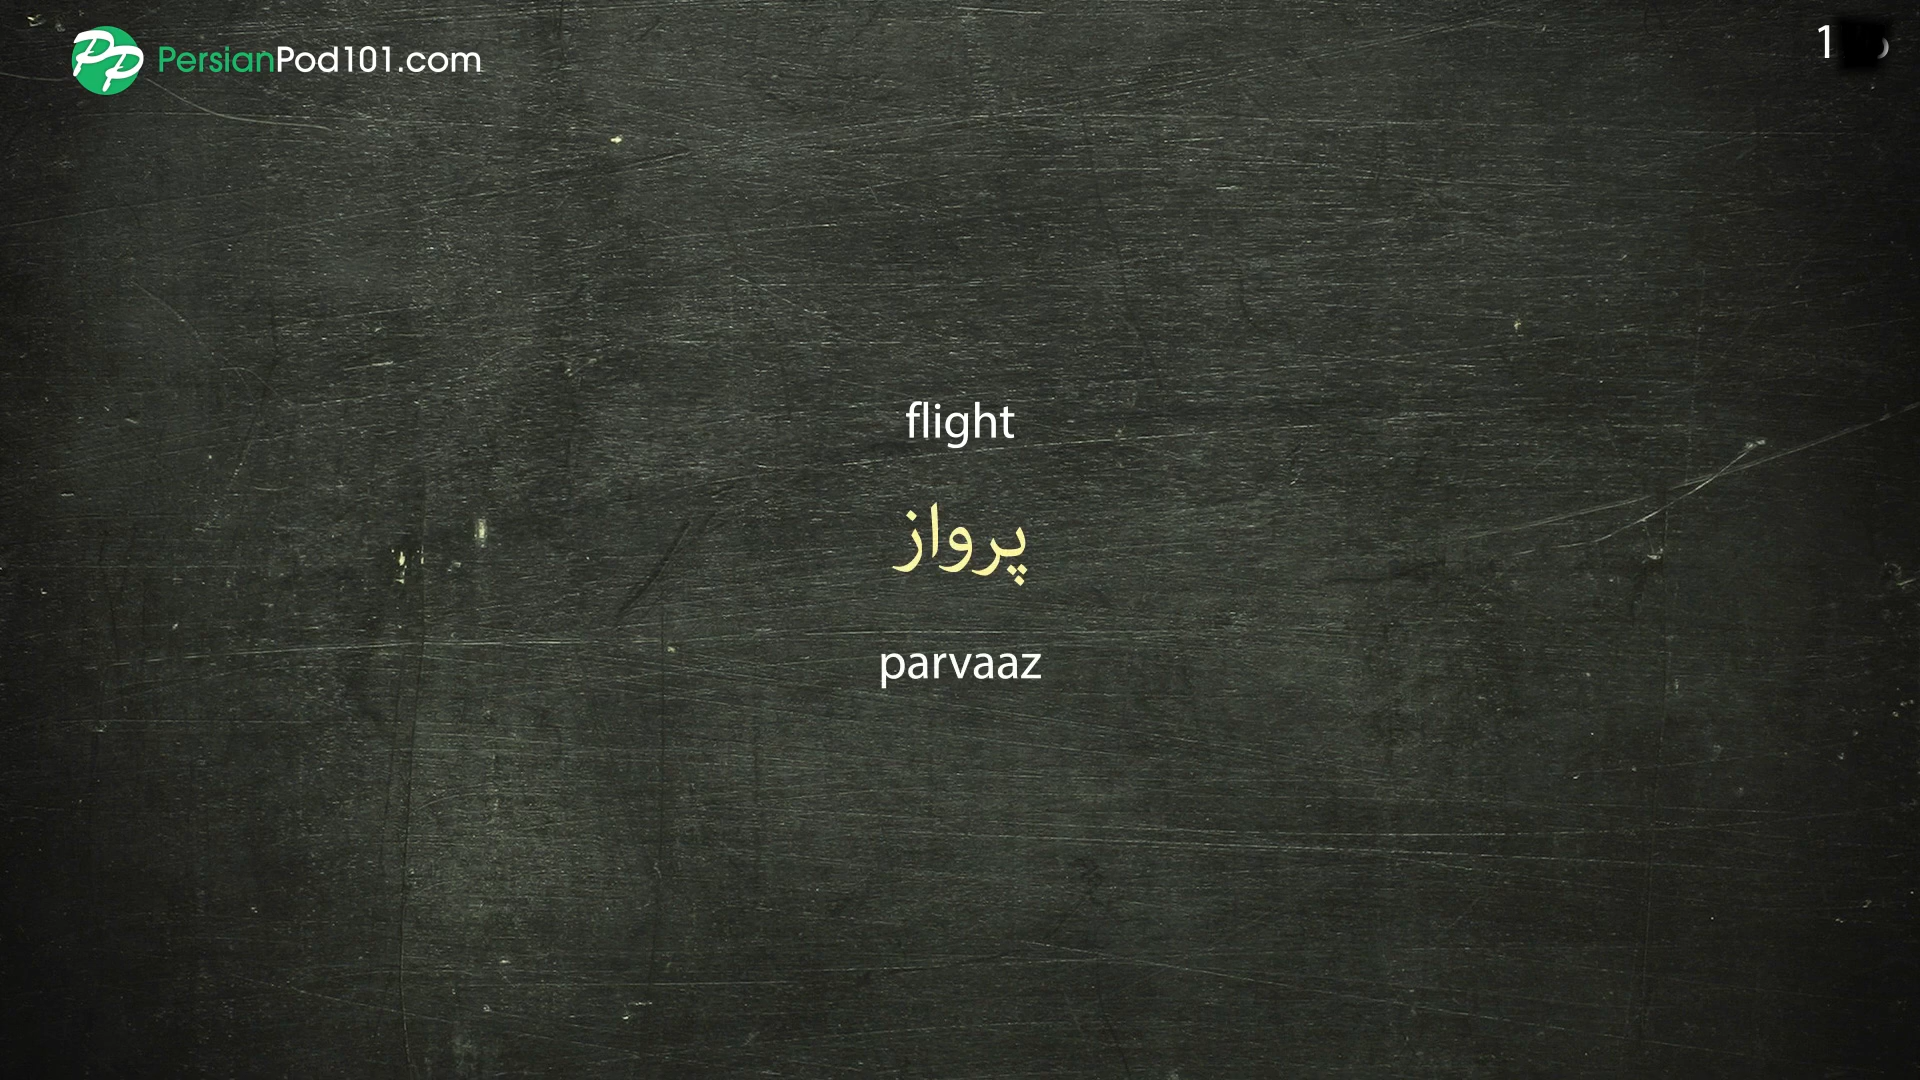 PersianPod101.com
flight
پرواز
parvaaz